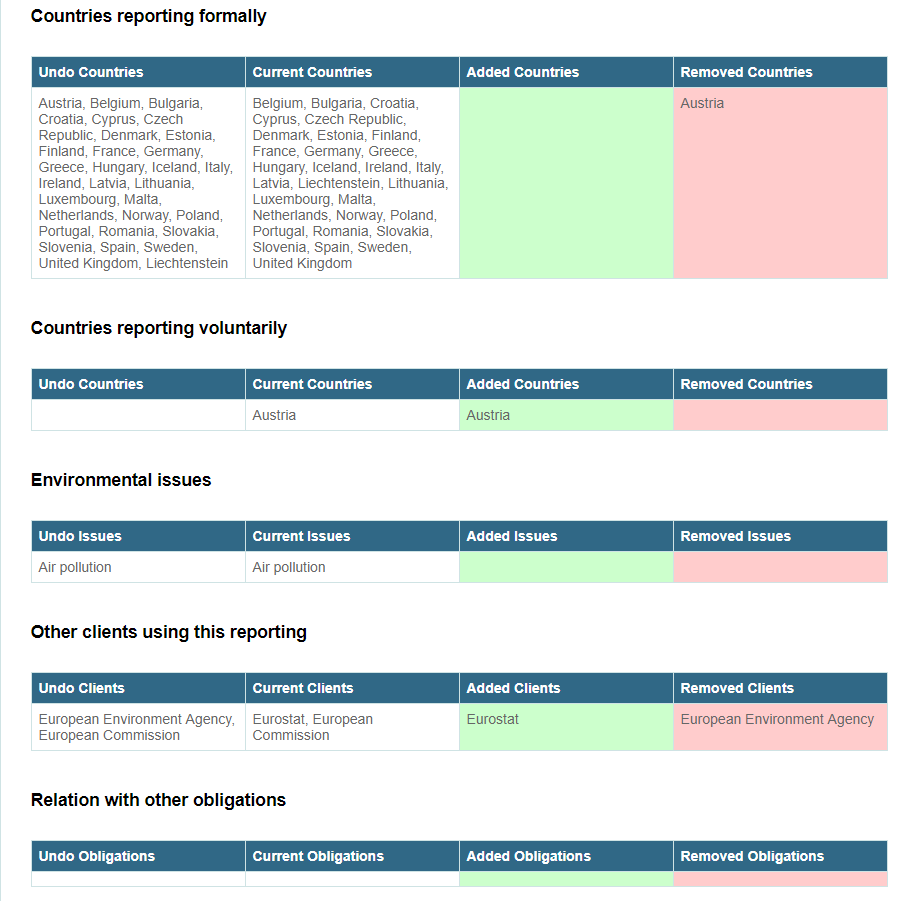 Countries reporting formally
Undo Countries Current Countries Added Countries Removed Countries
Austria, Belgium, Bulgaria,
Croatia, Cyprus, Czech
Republic, Denmark, Estonia,
Finland, France, Germany,
Greece, Hungary, Iceland, Italy,
Ireland, Latvia, Lithuania,
Luxembourg, Malta,
Netherlands, Norway, Poland,
Portugal, Romania, Slovakia,
Slovenia, Spain, Sweden,
United Kingdom, Liechtenstein
Belgium, Bulgaria, Croatia,
Cyprus, Czech Republic,
Denmark, Estonia, Finland,
France, Germany, Greece,
Hungary, Iceland, Ireland, Italy,
Latvia, Liechtenstein, Lithuania,
Luxembourg, Malta,
Netherlands, Norway, Poland,
Portugal, Romania, Slovakia,
Slovenia, Spain, Sweden,
United Kingdom
Austria
Countries reporting voluntarily
Undo Countries Current Countries Added Countries Removed Countries
Austria Austria
Environmental issues
Undo Issues Current Issues Added Issues Removed Issues
Air pollution Air pollution
Other clients using this reporting
Undo Clients Current Clients Added Clients Removed Clients
European Environment Agency,
European Commission
Eurostat, European
Commission
Eurostat
European Environment Agency
Relation with other obligations
Undo Obligations Current Obligations Added Obligations Removed Obligations